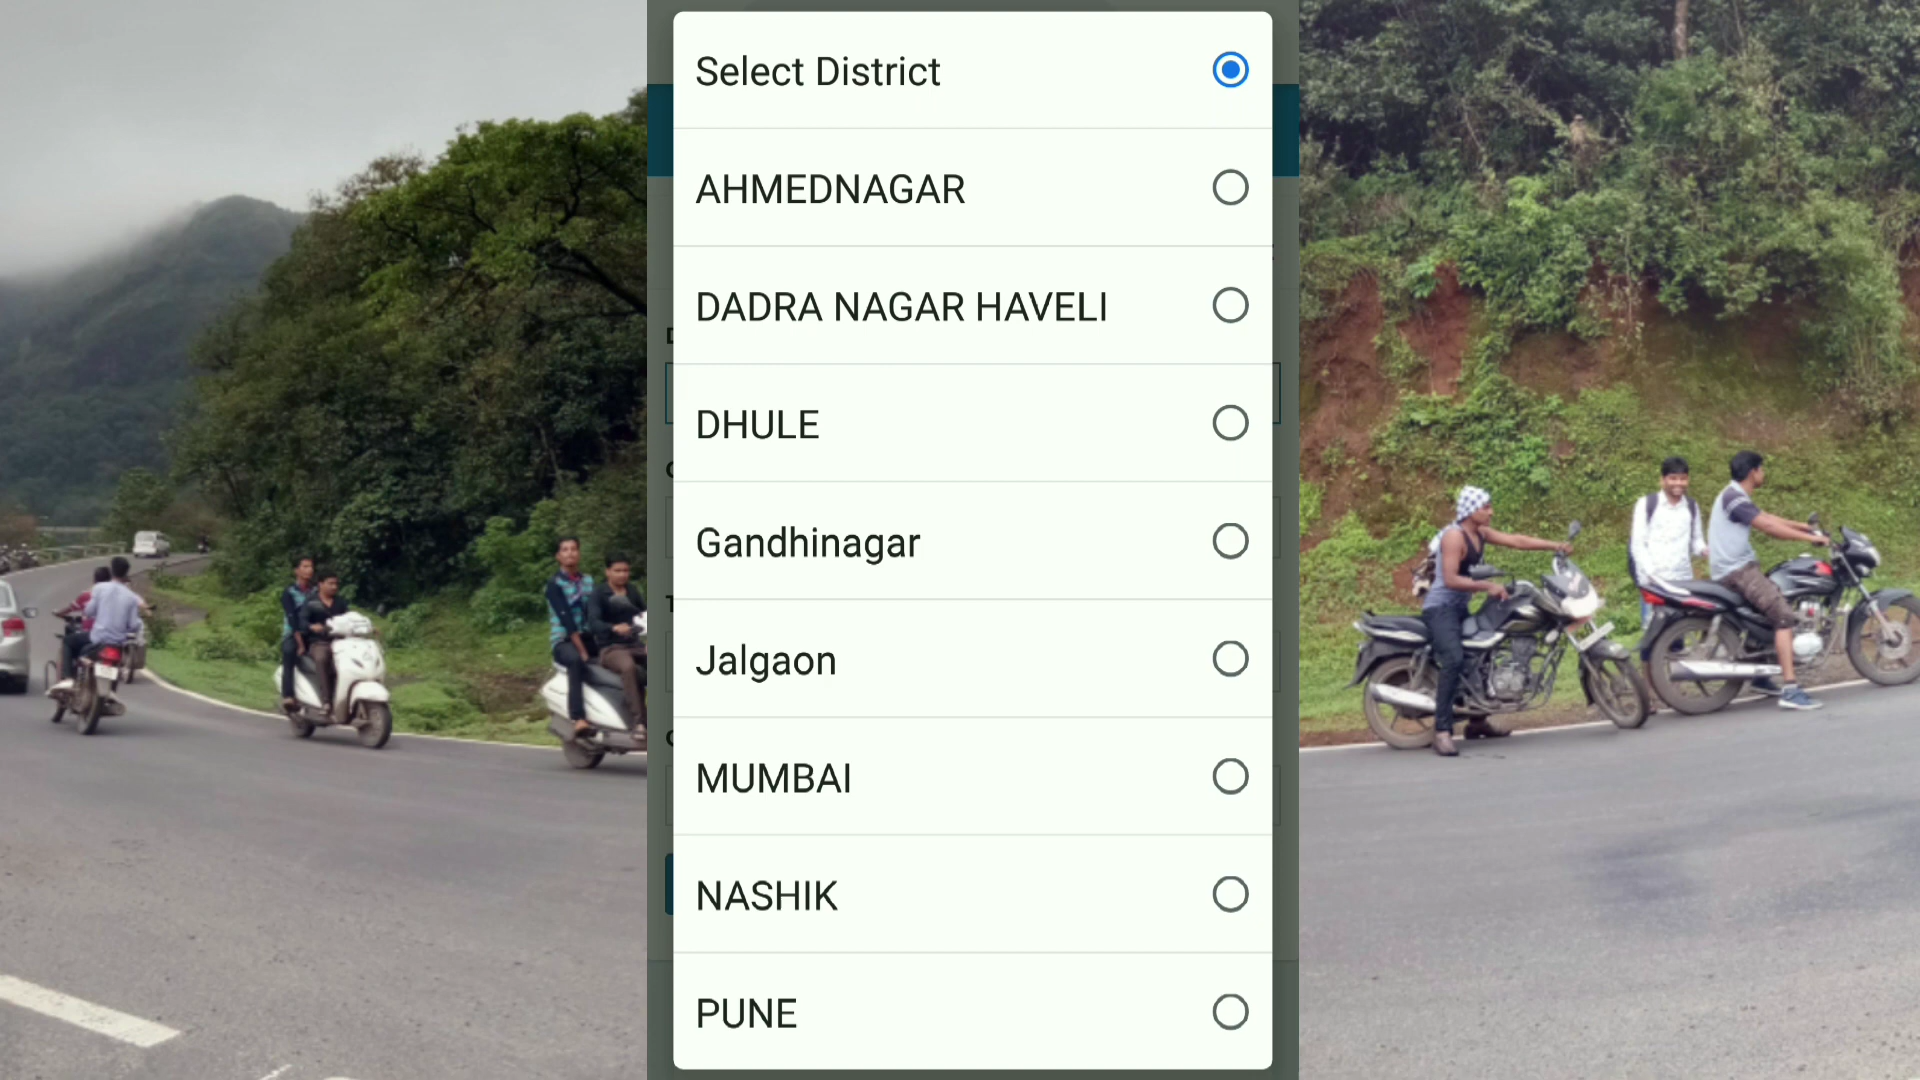 Select District
AHMEDNAGAR
DADRA NAGAR HAVELI
DHULE
Gandhinagar
Jalgaon
MUMBAI
NASHIK
PUNE